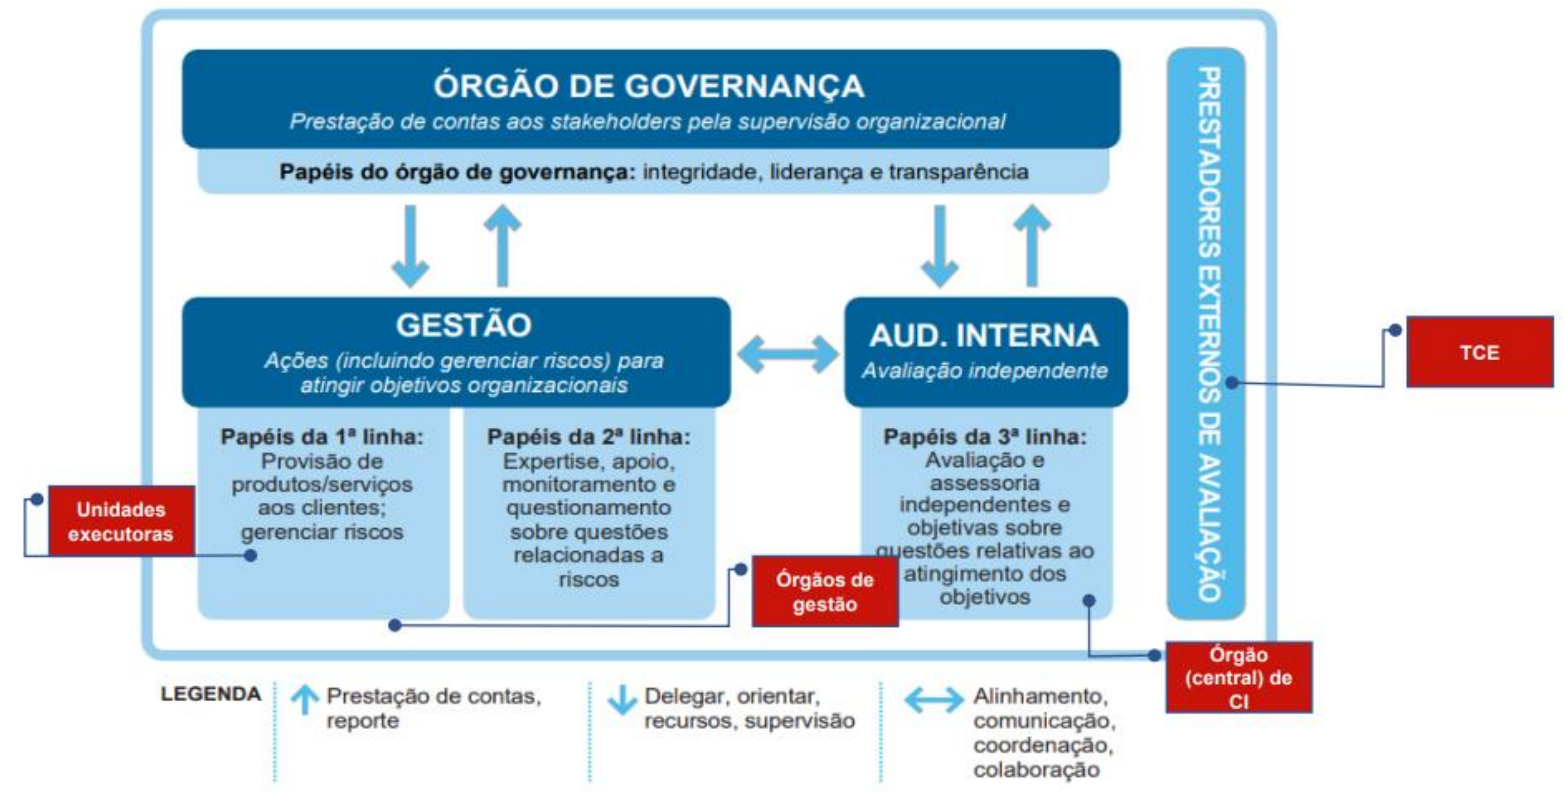 ÓRGÃO DE GOVERNANÇA
Prestação de contas aos stakeholders pela supervisão organizacional
Papéis do órgão de governança: integridade, liderança e transparência
GESTÃO
Ações (incluindo gerenciar riscos) para
atingir objetivos organizacionais
Papéis da 1ª linha:
Provisão de
produtos/serviços
aos clientes;
gerenciar riscos
Papéis da 2ª linha:
Expertise, apoio,
monitoramento e
questionamento
sobre questões
relacionadas a
riscos
AUD. INTERNA
Avaliação independente
Papéis da 3ª linha:
Avaliação e
assessoria
independentes e
objetivas sobre
questões relativas ao
atingimento dos
objetivos
PRESTADORES EXTERNOS DE AVALIAÇÃO
TCE
Unidades
executoras
Órgãos de
gestão
Órgão
(central) de
CI
LEGENDA
Prestação de contas,
reporte
Delegar, orientar,
recursos, supervisão
Alinhamento,
comunicação,
coordenação,
colaboração